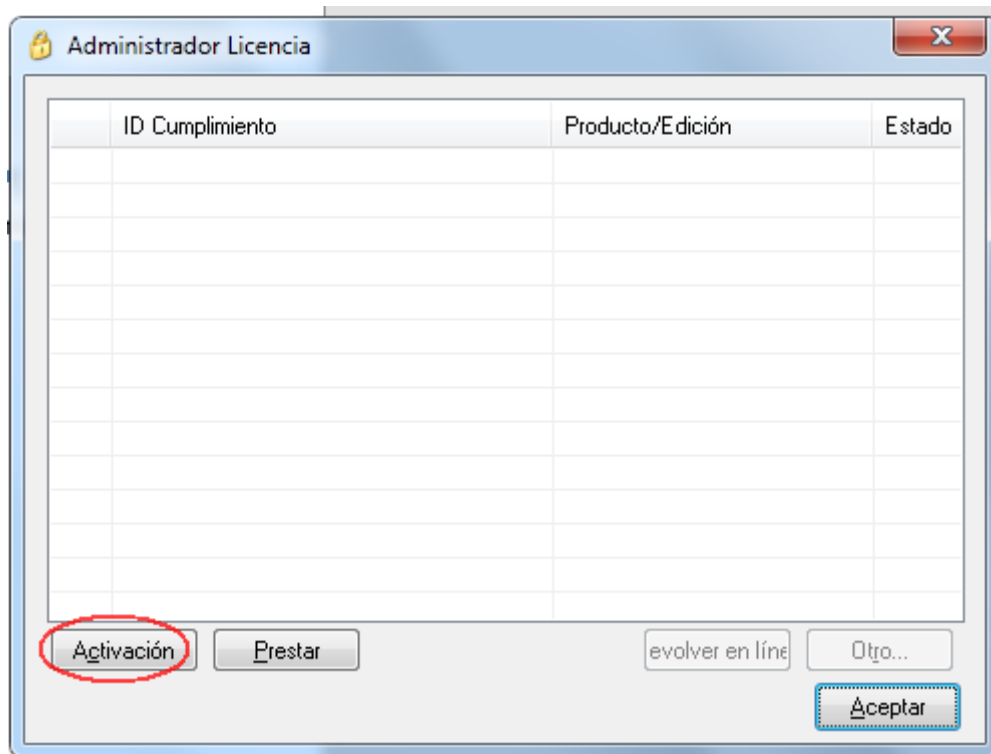 Administrador Licencia
ID Cumplimiento Producto/Edición Estado
Activación Prestar evolver en líne Otro...
Aceptar